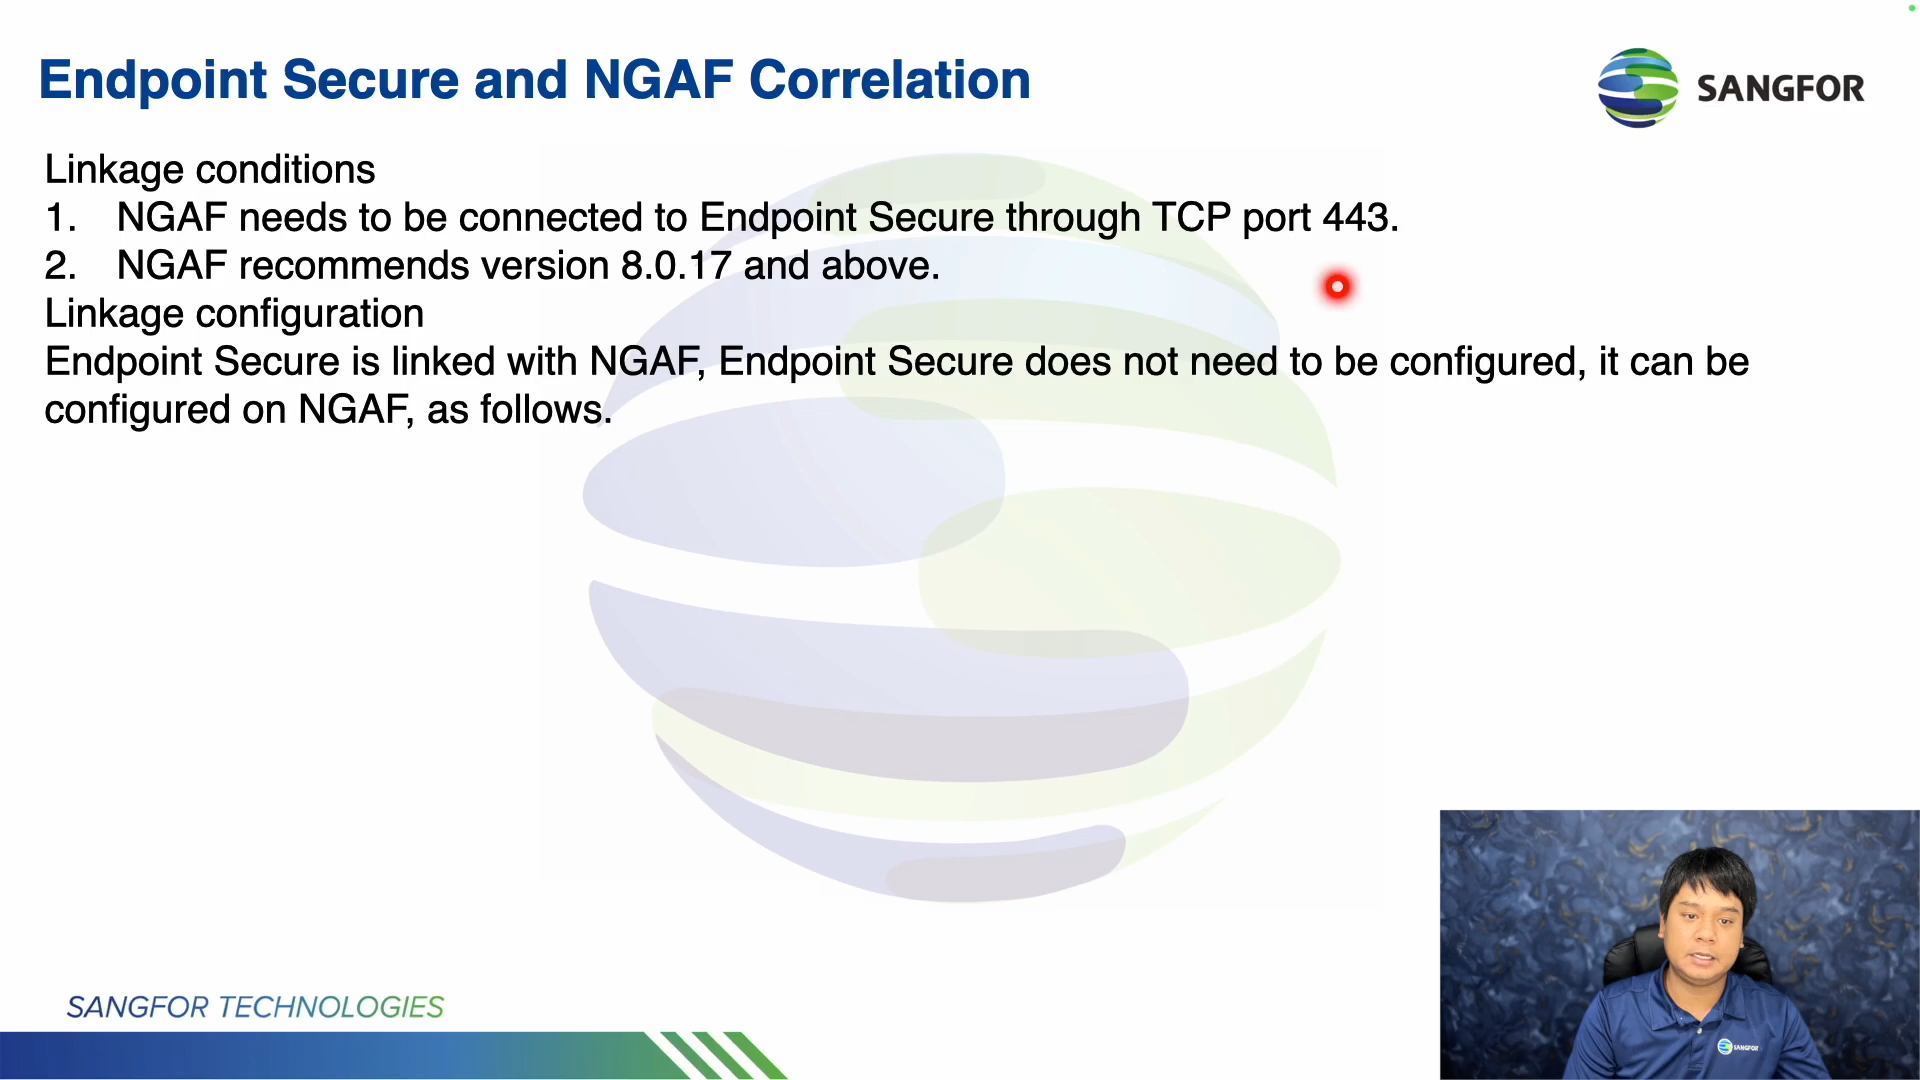 Endpoint Secure and NGAF Correlation
SANGFOR
Linkage conditions
1. NGAF needs to be connected to Endpoint Secure through TCP port 443.
2. NGAF recommends version 8.0.17 and above.
Linkage configuration
Endpoint Secure is linked with NGAF, Endpoint Secure does not need to be configured, it can be
configured on NGAF, as follows.
SANGFOR TECHNOLOGIES
SANGFOR